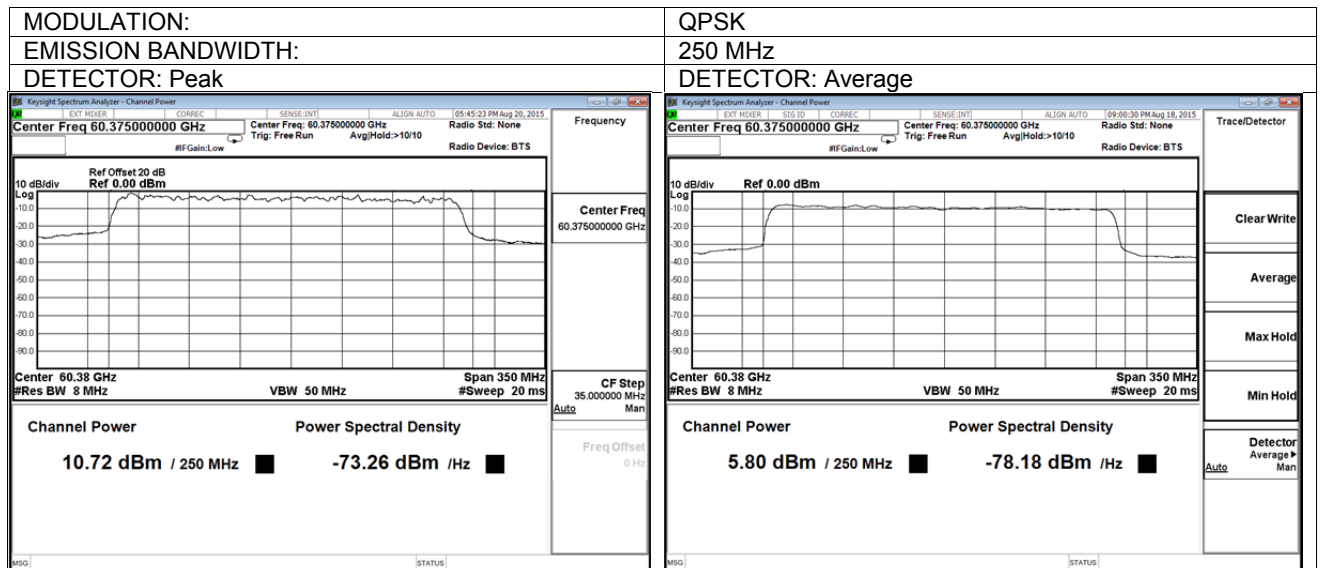 MODULATION: QPSK
EMISSION BANDWIDTH: 250 MHz
DETECTOR: Peak DETECTOR: Average
Keysight Spectrum Analyzer - Channel Power
EXT MIXER CORREC SENSE:INT ALIGN AUTO 05:45:23 PM Aug 20, 2015
Center Freq 60.375000000 GHz
Center Freq: 60.375000000 GHz
Radio Std: None
Trig: Free Run Avg|Hold:>10/10
#IFGain:Low
Radio Device: BTS
Ref Offset 20 dB
10 dB/div Ref 0.00 dBm
Log
-10.0
-20.0
-30.0
-40.0
-50.0
-60.0
-70.0
-80.0
-90.0
Center 60.38 GHz Span 350 MHz
#Res BW 8 MHz VBW 50 MHz #Sweep 20 ms
Channel Power Power Spectral Density
10.72 dBm / 250 MHz -73.26 dBm /Hz
MSG STATUS
Frequency
Center Freq
60.375000000 GHz
CF Step
35.000000 MHz
Auto Man
Freq Offset
0 Hz
Keysight Spectrum Analyzer - Channel Power
EXT MIXER SIG ID CORREC SENSE:INT ALIGN AUTO 09:00:30 PM Aug 18, 2015
Center Freq 60.375000000 GHz
Center Freq: 60.375000000 GHz
Radio Std: None
Trig: Free Run Avg|Hold:>10/10
#IFGain:Low
Radio Device: BTS
10 dB/div Ref 0.00 dBm
Log
-10.0
-20.0
-30.0
-40.0
-50.0
-60.0
-70.0
-80.0
-90.0
Center 60.38 GHz Span 350 MHz
#Res BW 8 MHz VBW 50 MHz #Sweep 20 ms
Channel Power Power Spectral Density
5.80 dBm / 250 MHz -78.18 dBm /Hz
MSG STATUS
Trace/Detector
Clear Write
Average
Max Hold
Min Hold
Detector
Average▶
Auto Man